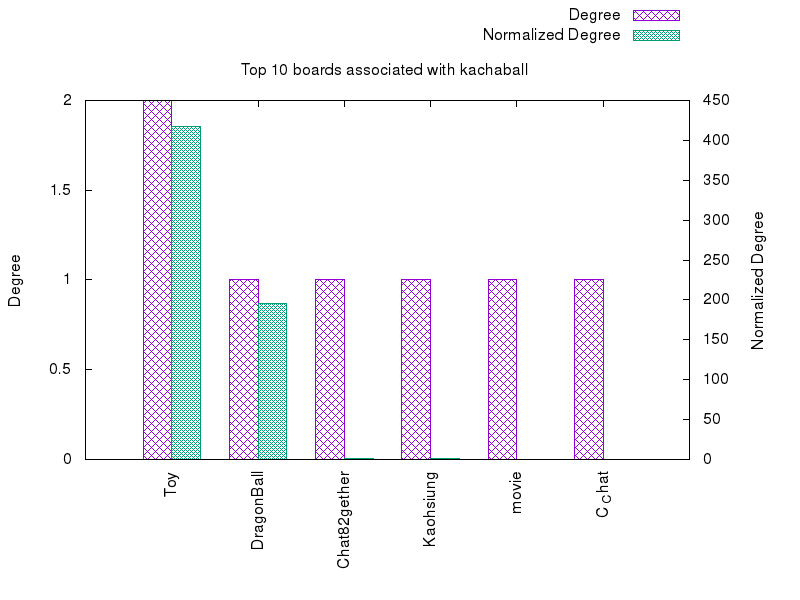 Degree
Normalized Degree
Top 10 boards associated with kachaball
2
1.5
1
0.5
0
450
400
350
300
250
200
150
100
50
0
Degree
Normalized Degree
Toy
DragonBall
Chat82gether
Kaohsiung
movie
C_Chat